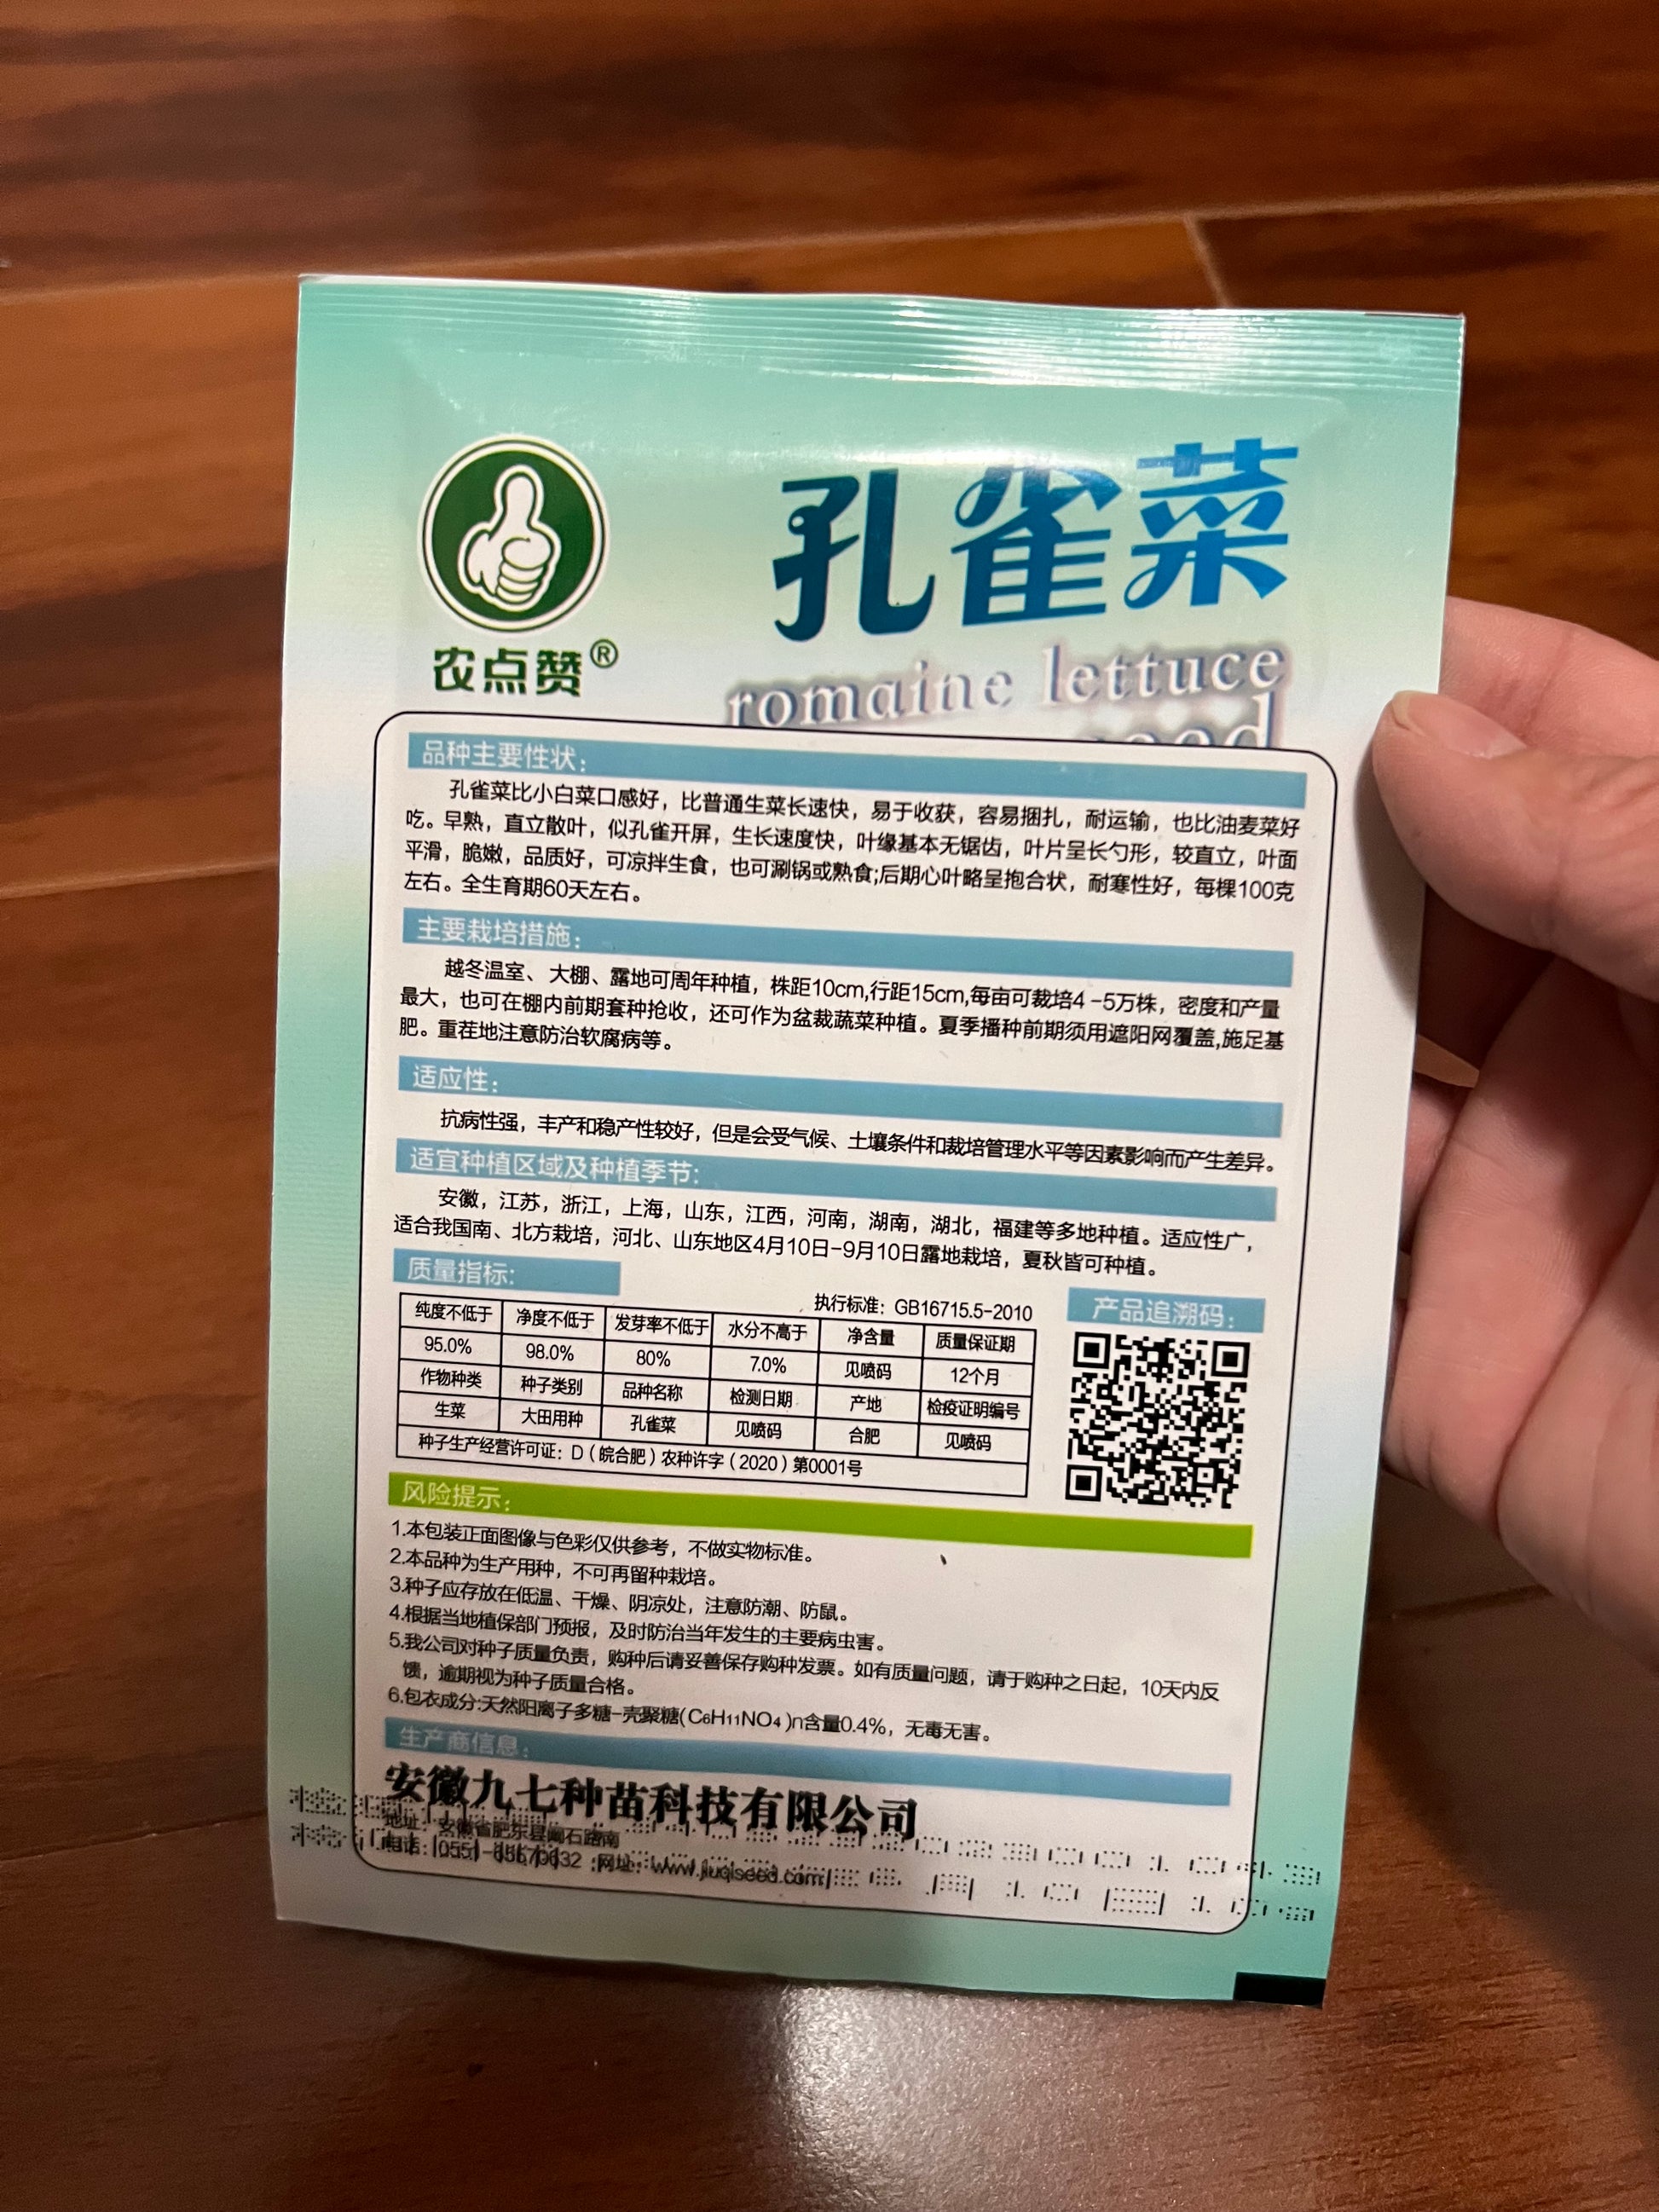 农点赞®
孔雀菜
romaine lettuce
seed
品种主要性状：
孔雀菜比小白菜口感好，比普通生菜长速快，易于收获，容易捆扎，耐运输，也比油麦菜好
吃。早熟，直立散叶，似孔雀开屏，生长速度快，叶缘基本无锯齿，叶片呈长勺形，较直立，叶面
平滑，脆嫩，品质好，可凉拌生食，也可涮锅或熟食;后期心叶略呈抱合状，耐寒性好，每棵100克
左右。全生育期60天左右。
主要栽培措施：
越冬温室、大棚、露地可周年种植，株距10cm,行距15cm,每亩可裁培4-5万株，密度和产量
最大，也可在棚内前期套种抢收，还可作为盆裁蔬菜种植。夏季播种前期须用遮阳网覆盖,施足基
肥。重茬地注意防治软腐病等。
适应性：
抗病性强，丰产和稳产性较好，但是会受气候、土壤条件和裁培管理水平等因素影响而产生差异。
适宜种植区域及种植季节:
安徽，江苏，浙江，上海，山东，江西，河南，湖南，湖北，福建等多地种植。适应性广，
适合我国南、北方栽培，河北、山东地区4月10日-9月10日露地栽培，夏秋皆可种植。
质量指标:
执行标准：GB16715.5-2010
产品追溯码：
纯度不低于 净度不低于 发芽率不低于 水分不高于 净含量 质量保证期
95.0% 98.0% 80% 7.0% 见喷码 12个月
作物种类 种子类别 品种名称 检测日期 产地 检疫证明编号
生菜 大田用种 孔雀菜 见喷码 合肥 见喷码
种子生产经营许可证：D（皖合肥）农种许字（2020）第0001号
风险提示：
1.本包装正面图像与色彩仅供参考，不做实物标准。
2.本品种为生产用种，不可再留种栽培。
3.种子应存放在低温、干燥、阴凉处，注意防潮、防鼠。
4.根据当地植保部门预报，及时防治当年发生的主要病虫害。
5.我公司对种子质量负责，购种后请妥善保存购种发票。如有质量问题，请于购种之日起，10天内反
馈，逾期视为种子质量合格。
6.包衣成分:天然阳离子多糖-壳聚糖(C6H11NO4)n含量0.4%，无毒无害。
生产商信息：
安徽九七种苗科技有限公司
地址：安徽省肥东县 石路南
电话：(0551)- 网址：www.jiuqiseed.com